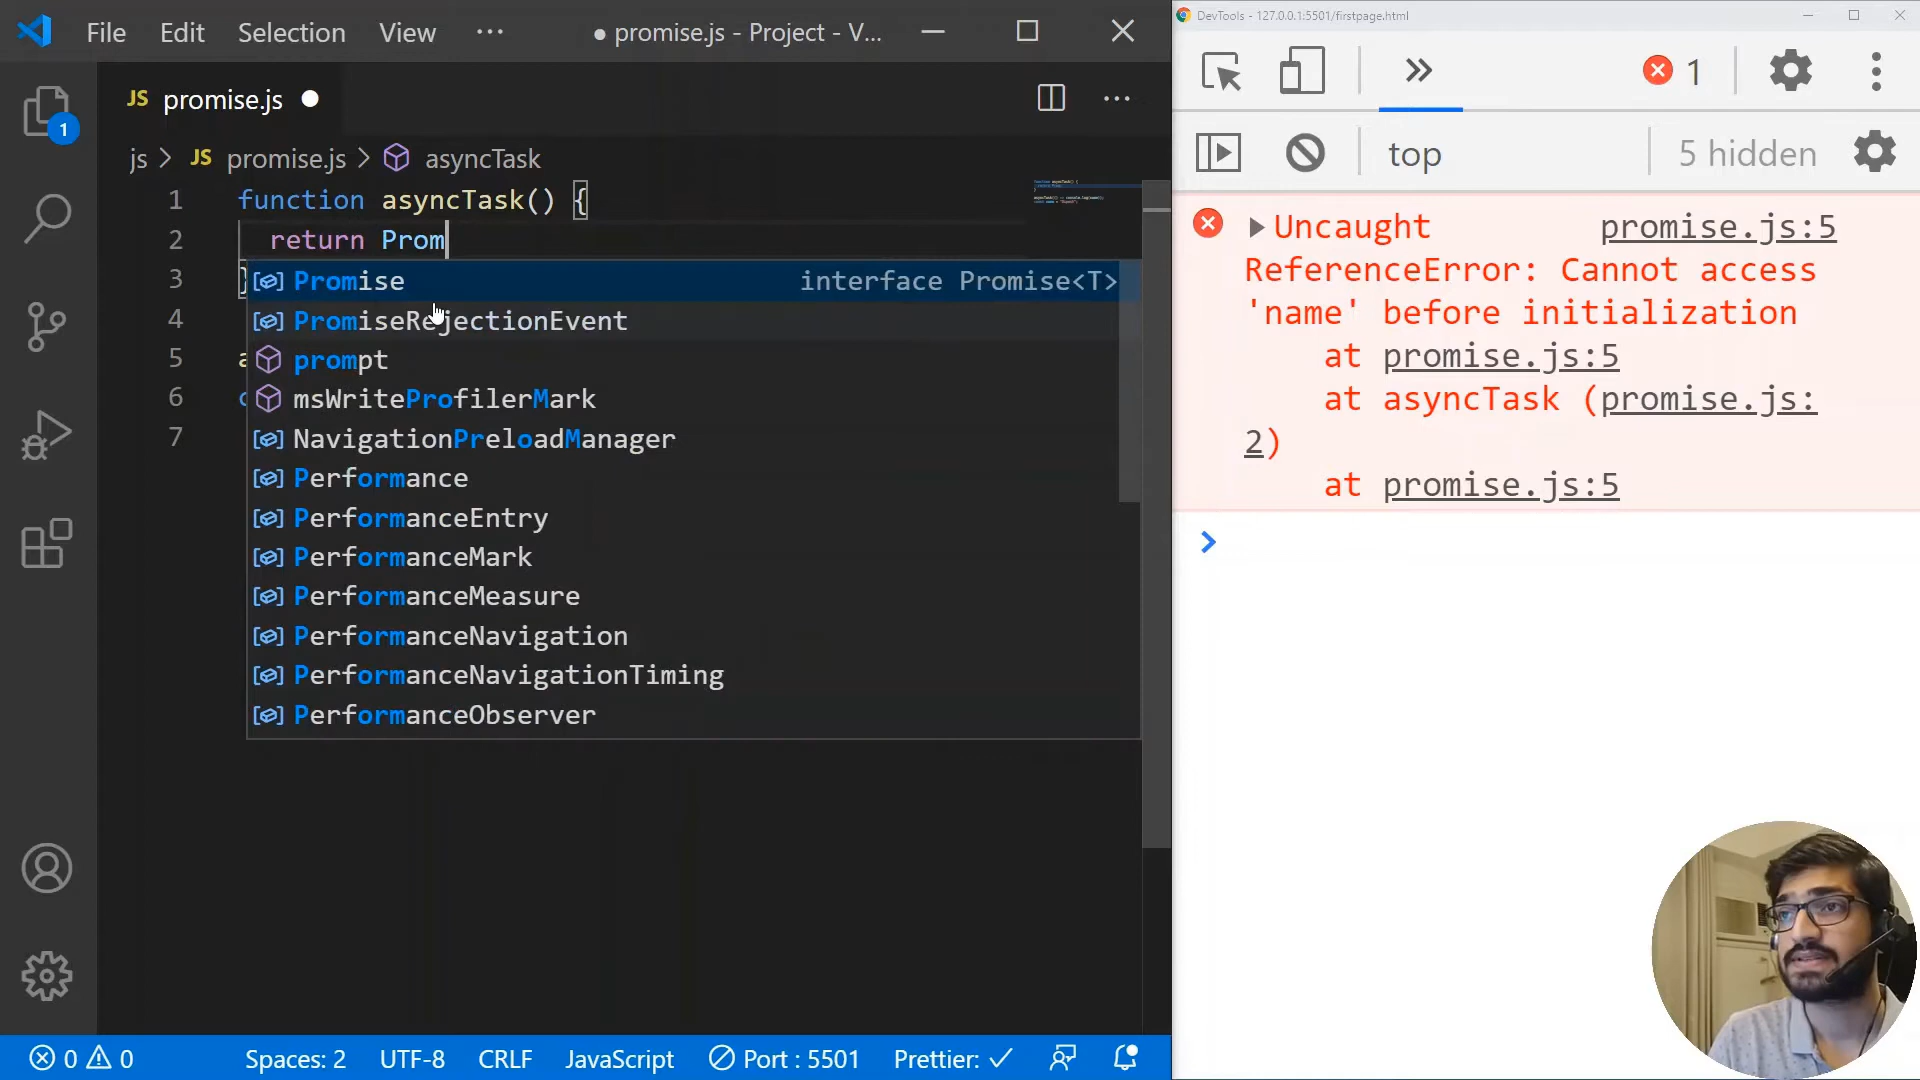 File Edit Selection View ··· ● promise.js - Project - V...
JS promise.js ●
js > JS promise.js > asyncTask
1 function asyncTask() {
2 return Prom
3 }
4
5 a
6 c
7
Promise interface Promise<T>
PromiseRejectionEvent
prompt
msWriteProfilerMark
NavigationPreloadManager
Performance
PerformanceEntry
PerformanceMark
PerformanceMeasure
PerformanceNavigation
PerformanceNavigationTiming
PerformanceObserver
1
0 0 Spaces: 2 UTF-8 CRLF JavaScript Port : 5501 Prettier: ✓
DevTools - 127.0.0.1:5501/firstpage.html
1
top 5 hidden
Uncaught promise.js:5
ReferenceError: Cannot access
'name' before initialization
at promise.js:5
at asyncTask (promise.js:
2)
at promise.js:5